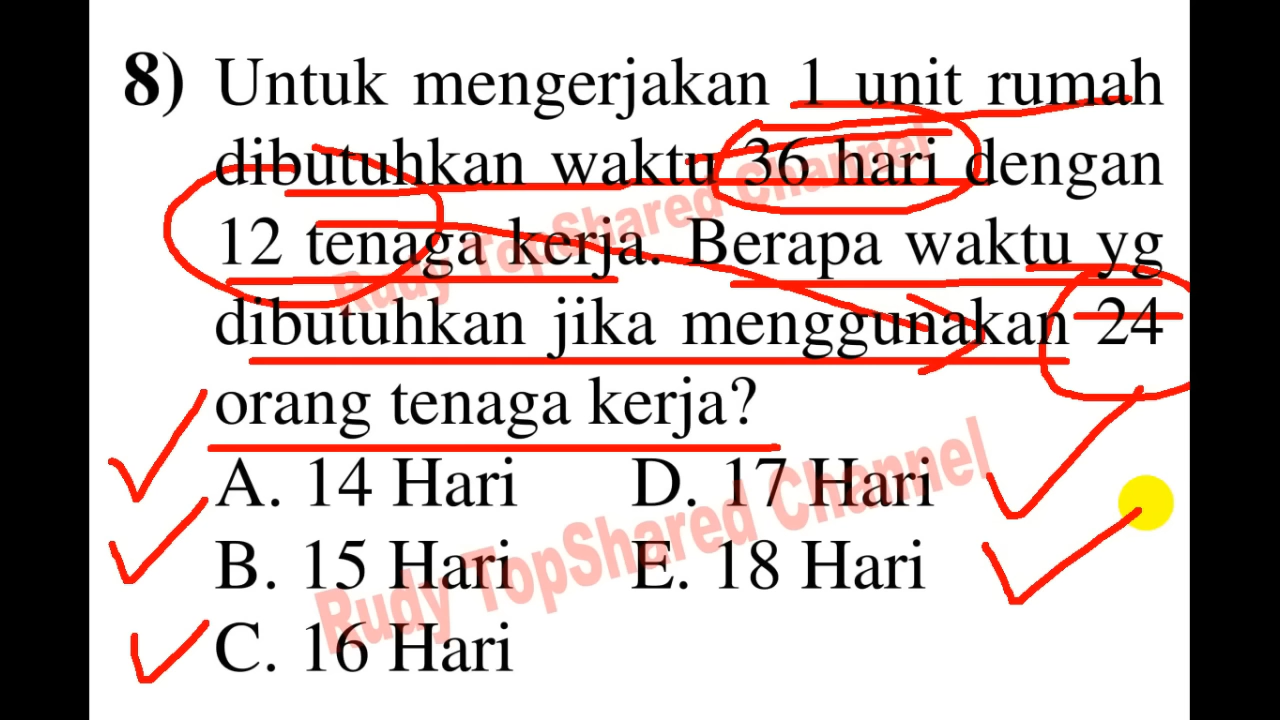 8) Untuk mengerjakan 1 unit rumah
dibutuhkan waktu 36 hari dengan
12 tenaga kerja. Berapa waktu yg
dibutuhkan jika menggunakan 24
orang tenaga kerja?
A. 14 Hari D. 17 Hari
B. 15 Hari E. 18 Hari
C. 16 Hari
Rudy TopShared Channel
Rudy TopShared Channel